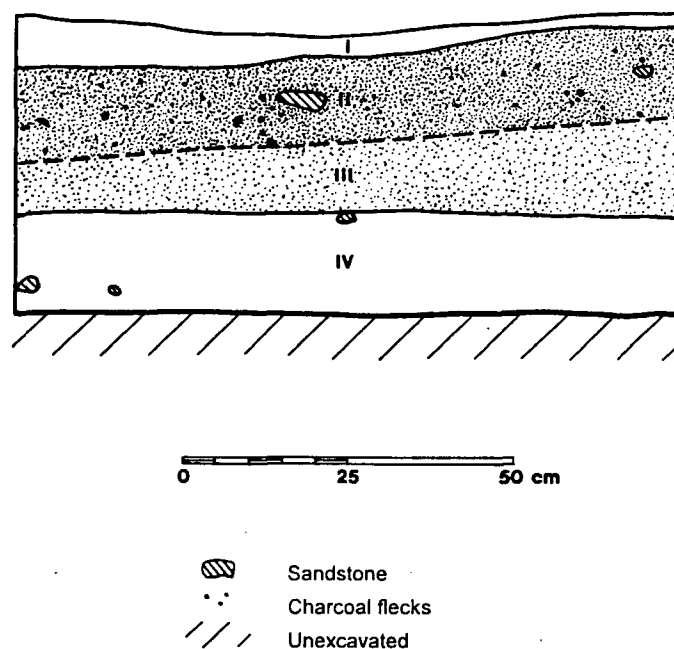 I
II
III
IV
0 25 50 cm
Sandstone
Charcoal flecks
Unexcavated